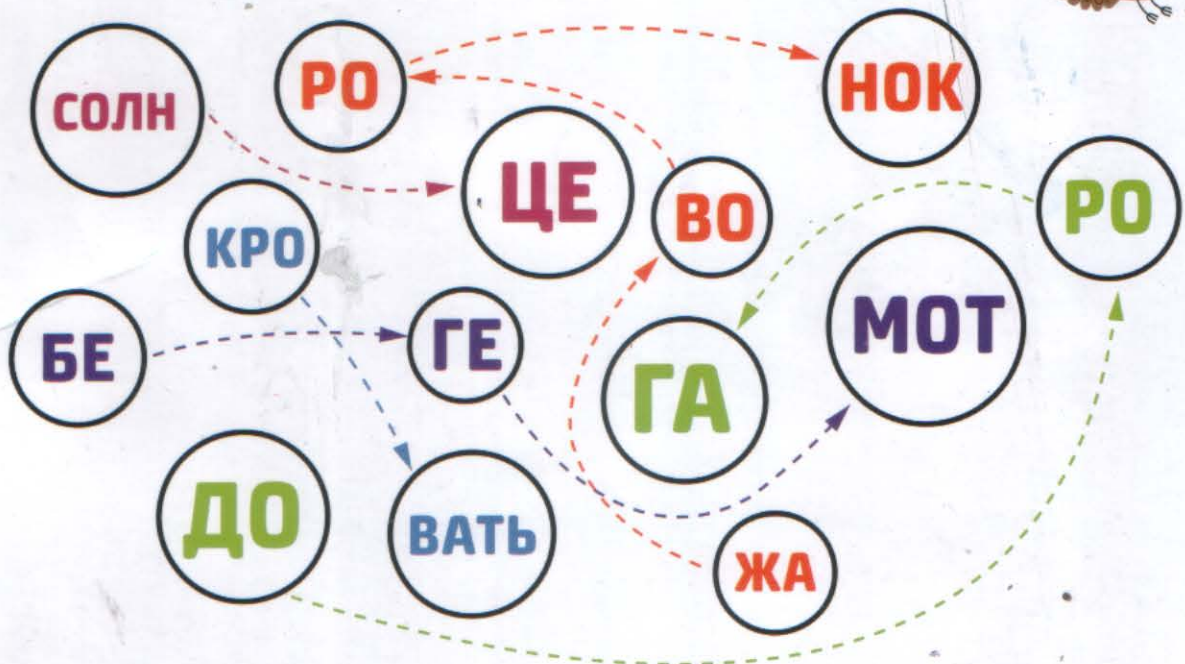 СОЛН
РО
НОК
ЦЕ
ВО
РО
КРО
БЕ
ГЕ
ГА
МОТ
ДО
ВАТЬ
ЖА